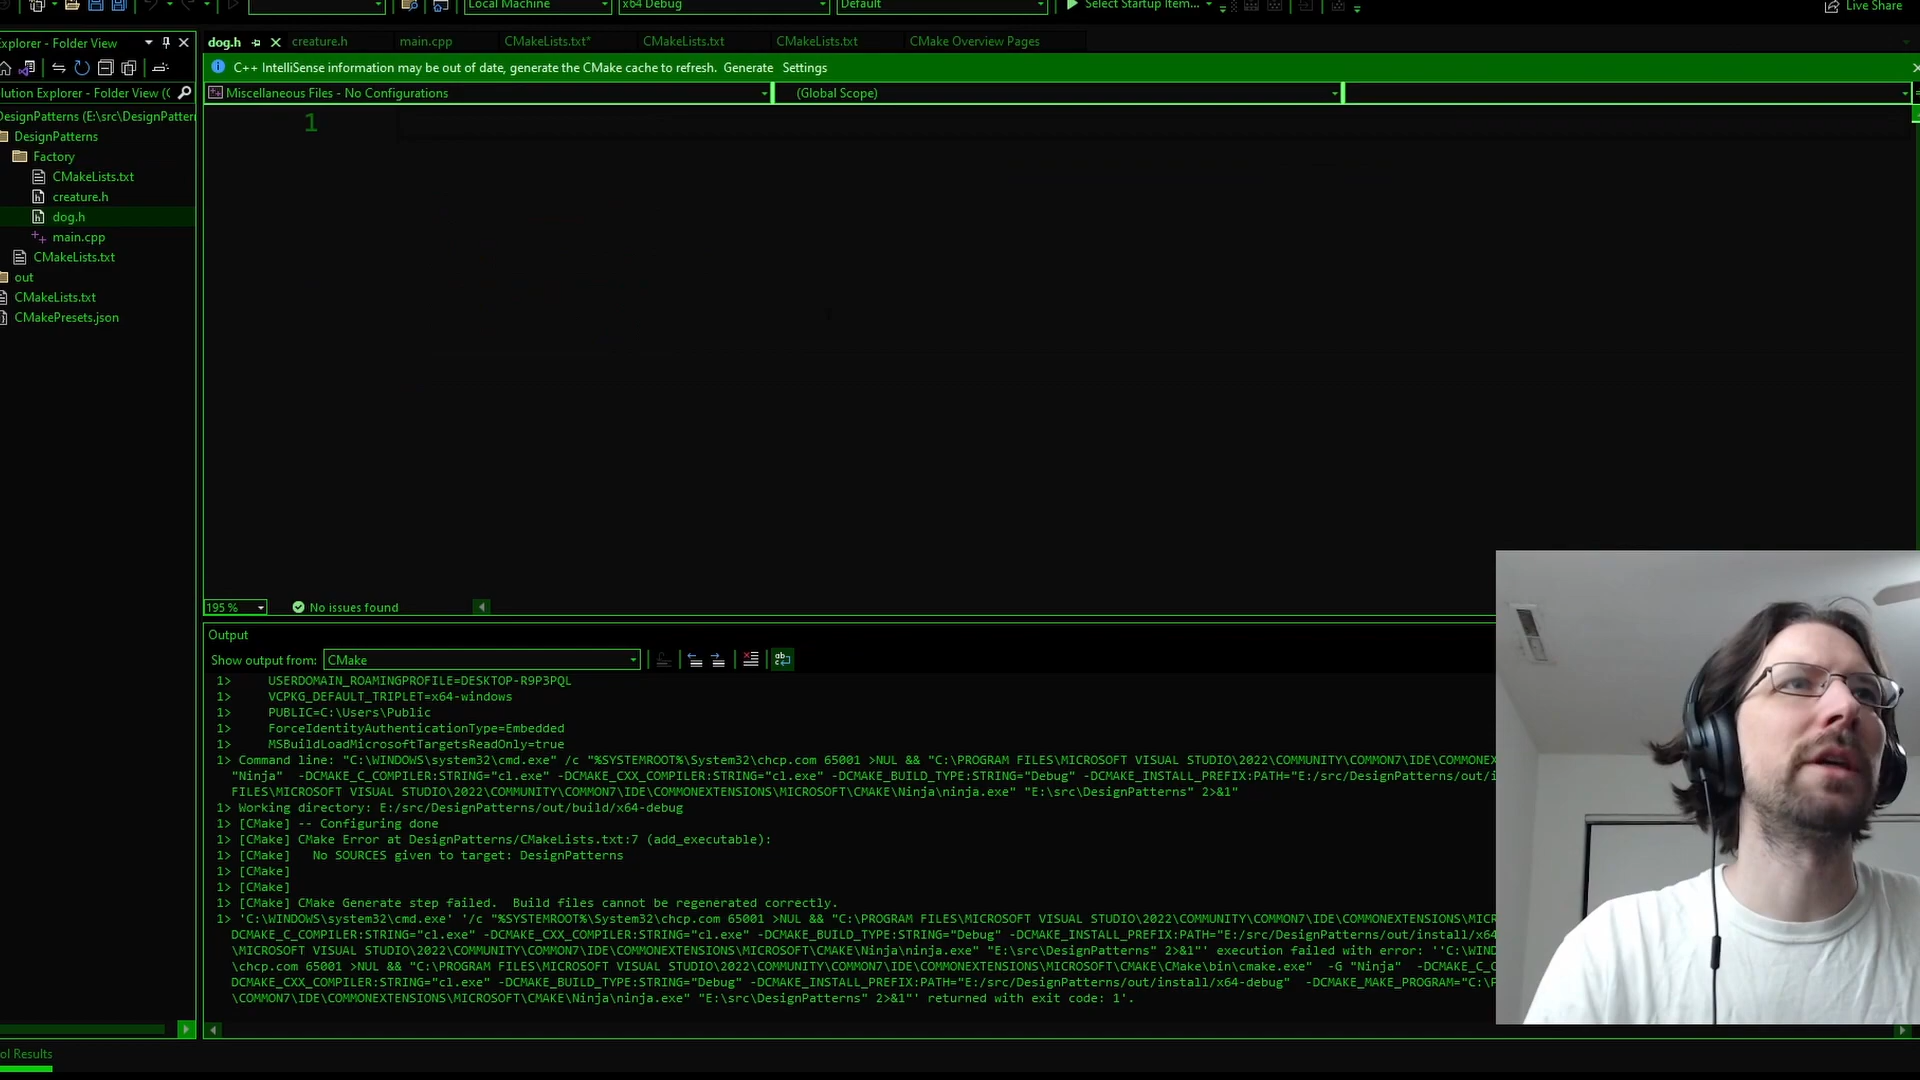 Local Machine
x64 Debug
Default
Select Startup Item...
Live Share
Explorer - Folder View
dog.h
creature.h
main.cpp
CMakeLists.txt*
CMakeLists.txt
CMakeLists.txt
CMake Overview Pages
C++ IntelliSense information may be out of date, generate the CMake cache to refresh. Generate Settings
lution Explorer - Folder View (
Miscellaneous Files - No Configurations
(Global Scope)
DesignPatterns (E:\src\DesignPattern
DesignPatterns
Factory
CMakeLists.txt
creature.h
dog.h
main.cpp
CMakeLists.txt
out
CMakeLists.txt
CMakePresets.json
1
195 %
No issues found
Output
Show output from: CMake
1> USERDOMAIN_ROAMINGPROFILE=DESKTOP-R9P3PQL
1> VCPKG_DEFAULT_TRIPLET=x64-windows
1> PUBLIC=C:\Users\Public
1> ForceIdentityAuthenticationType=Embedded
1> MSBuildLoadMicrosoftTargetsReadOnly=true
1> Command line: "C:\WINDOWS\system32\cmd.exe" /c "%SYSTEMROOT%\System32\chcp.com 65001 >NUL && "C:\PROGRAM FILES\MICROSOFT VISUAL STUDIO\2022\COMMUNITY\COMMON7\IDE\COMMONEXTENSIONS\MICROS
"Ninja" -DCMAKE_C_COMPILER:STRING="cl.exe" -DCMAKE_CXX_COMPILER:STRING="cl.exe" -DCMAKE_BUILD_TYPE:STRING="Debug" -DCMAKE_INSTALL_PREFIX:PATH="E:/src/DesignPatterns/out/i
FILES\MICROSOFT VISUAL STUDIO\2022\COMMUNITY\COMMON7\IDE\COMMONEXTENSIONS\MICROSOFT\CMAKE\Ninja\ninja.exe" "E:\src\DesignPatterns" 2>&1"
1> Working directory: E:/src/DesignPatterns/out/build/x64-debug
1> [CMake] -- Configuring done
1> [CMake] CMake Error at DesignPatterns/CMakeLists.txt:7 (add_executable):
1> [CMake] No SOURCES given to target: DesignPatterns
1> [CMake]
1> [CMake]
1> [CMake] CMake Generate step failed. Build files cannot be regenerated correctly.
1> 'C:\WINDOWS\system32\cmd.exe' '/c "%SYSTEMROOT%\System32\chcp.com 65001 >NUL && "C:\PROGRAM FILES\MICROSOFT VISUAL STUDIO\2022\COMMUNITY\COMMON7\IDE\COMMONEXTENSIONS\MICR
DCMAKE_C_COMPILER:STRING="cl.exe" -DCMAKE_CXX_COMPILER:STRING="cl.exe" -DCMAKE_BUILD_TYPE:STRING="Debug" -DCMAKE_INSTALL_PREFIX:PATH="E:/src/DesignPatterns/out/install/x64
\MICROSOFT VISUAL STUDIO\2022\COMMUNITY\COMMON7\IDE\COMMONEXTENSIONS\MICROSOFT\CMAKE\Ninja\ninja.exe" "E:\src\DesignPatterns" 2>&1"' execution failed with error: ''C:\WIND
\chcp.com 65001 >NUL && "C:\PROGRAM FILES\MICROSOFT VISUAL STUDIO\2022\COMMUNITY\COMMON7\IDE\COMMONEXTENSIONS\MICROSOFT\CMAKE\CMake\bin\cmake.exe" -G "Ninja" -DCMAKE_C_C
DCMAKE_CXX_COMPILER:STRING="cl.exe" -DCMAKE_BUILD_TYPE:STRING="Debug" -DCMAKE_INSTALL_PREFIX:PATH="E:/src/DesignPatterns/out/install/x64-debug" -DCMAKE_MAKE_PROGRAM="C:\P
\COMMON7\IDE\COMMONEXTENSIONS\MICROSOFT\CMAKE\Ninja\ninja.exe" "E:\src\DesignPatterns" 2>&1"' returned with exit code: 1'.
ol Results